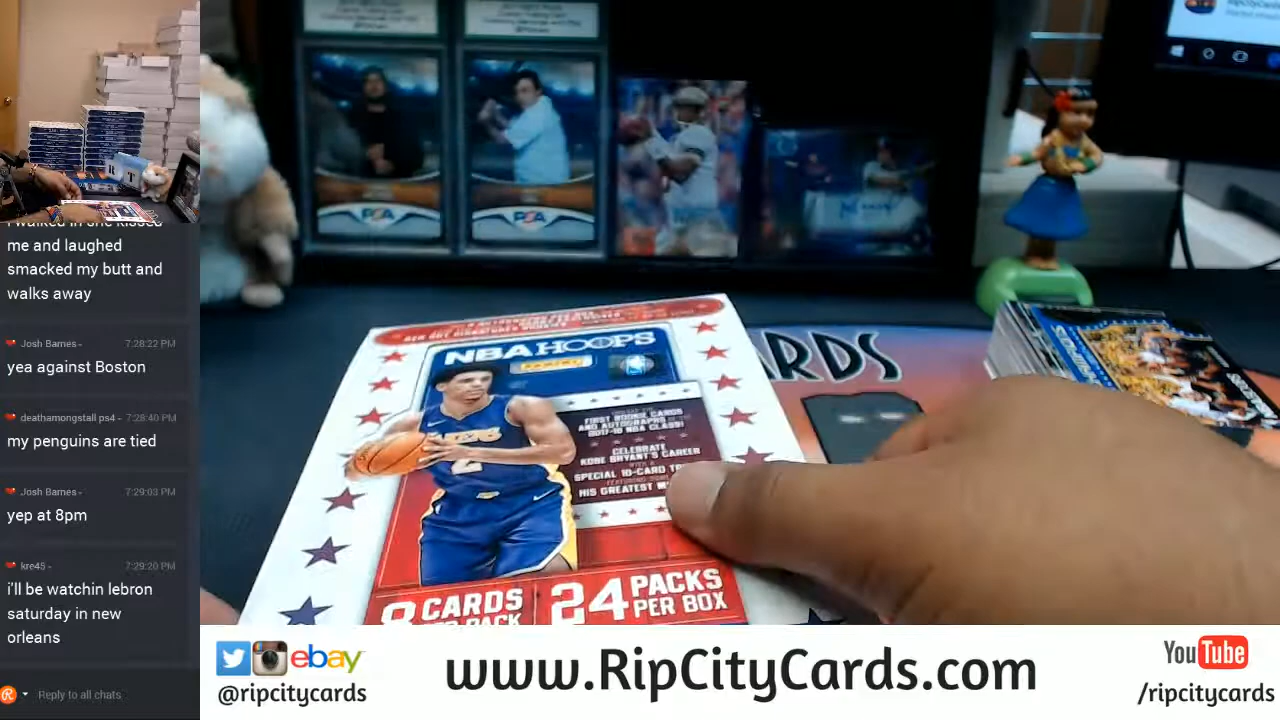 me and laughed
smacked my butt and
walks away
Josh Barnes - 7:28:22 PM
yea against Boston
deathamongstall ps4 - 7:28:40 PM
my penguins are tied
Josh Barnes - 7:29:03 PM
yep at 8pm
kre45 - 7:29:20 PM
i'll be watchin lebron
saturday in new
orleans
Reply to all chats
RipCityCards
PSA
PSA
ARDS
NBA HOOPS
PANINI
FIRST ROOKIE CARDS
AND AUTOGRAPHS
2017-18 NBA CLASS!
CELEBRATE
KOBE BRYANT'S CAREER
SPECIAL 10-CARD
HIS GREATEST
2
8 CARDS
PACK
24 PACKS
PER BOX
ebay
@ripcitycards
www.RipCityCards.com
YouTube
/ripcitycards